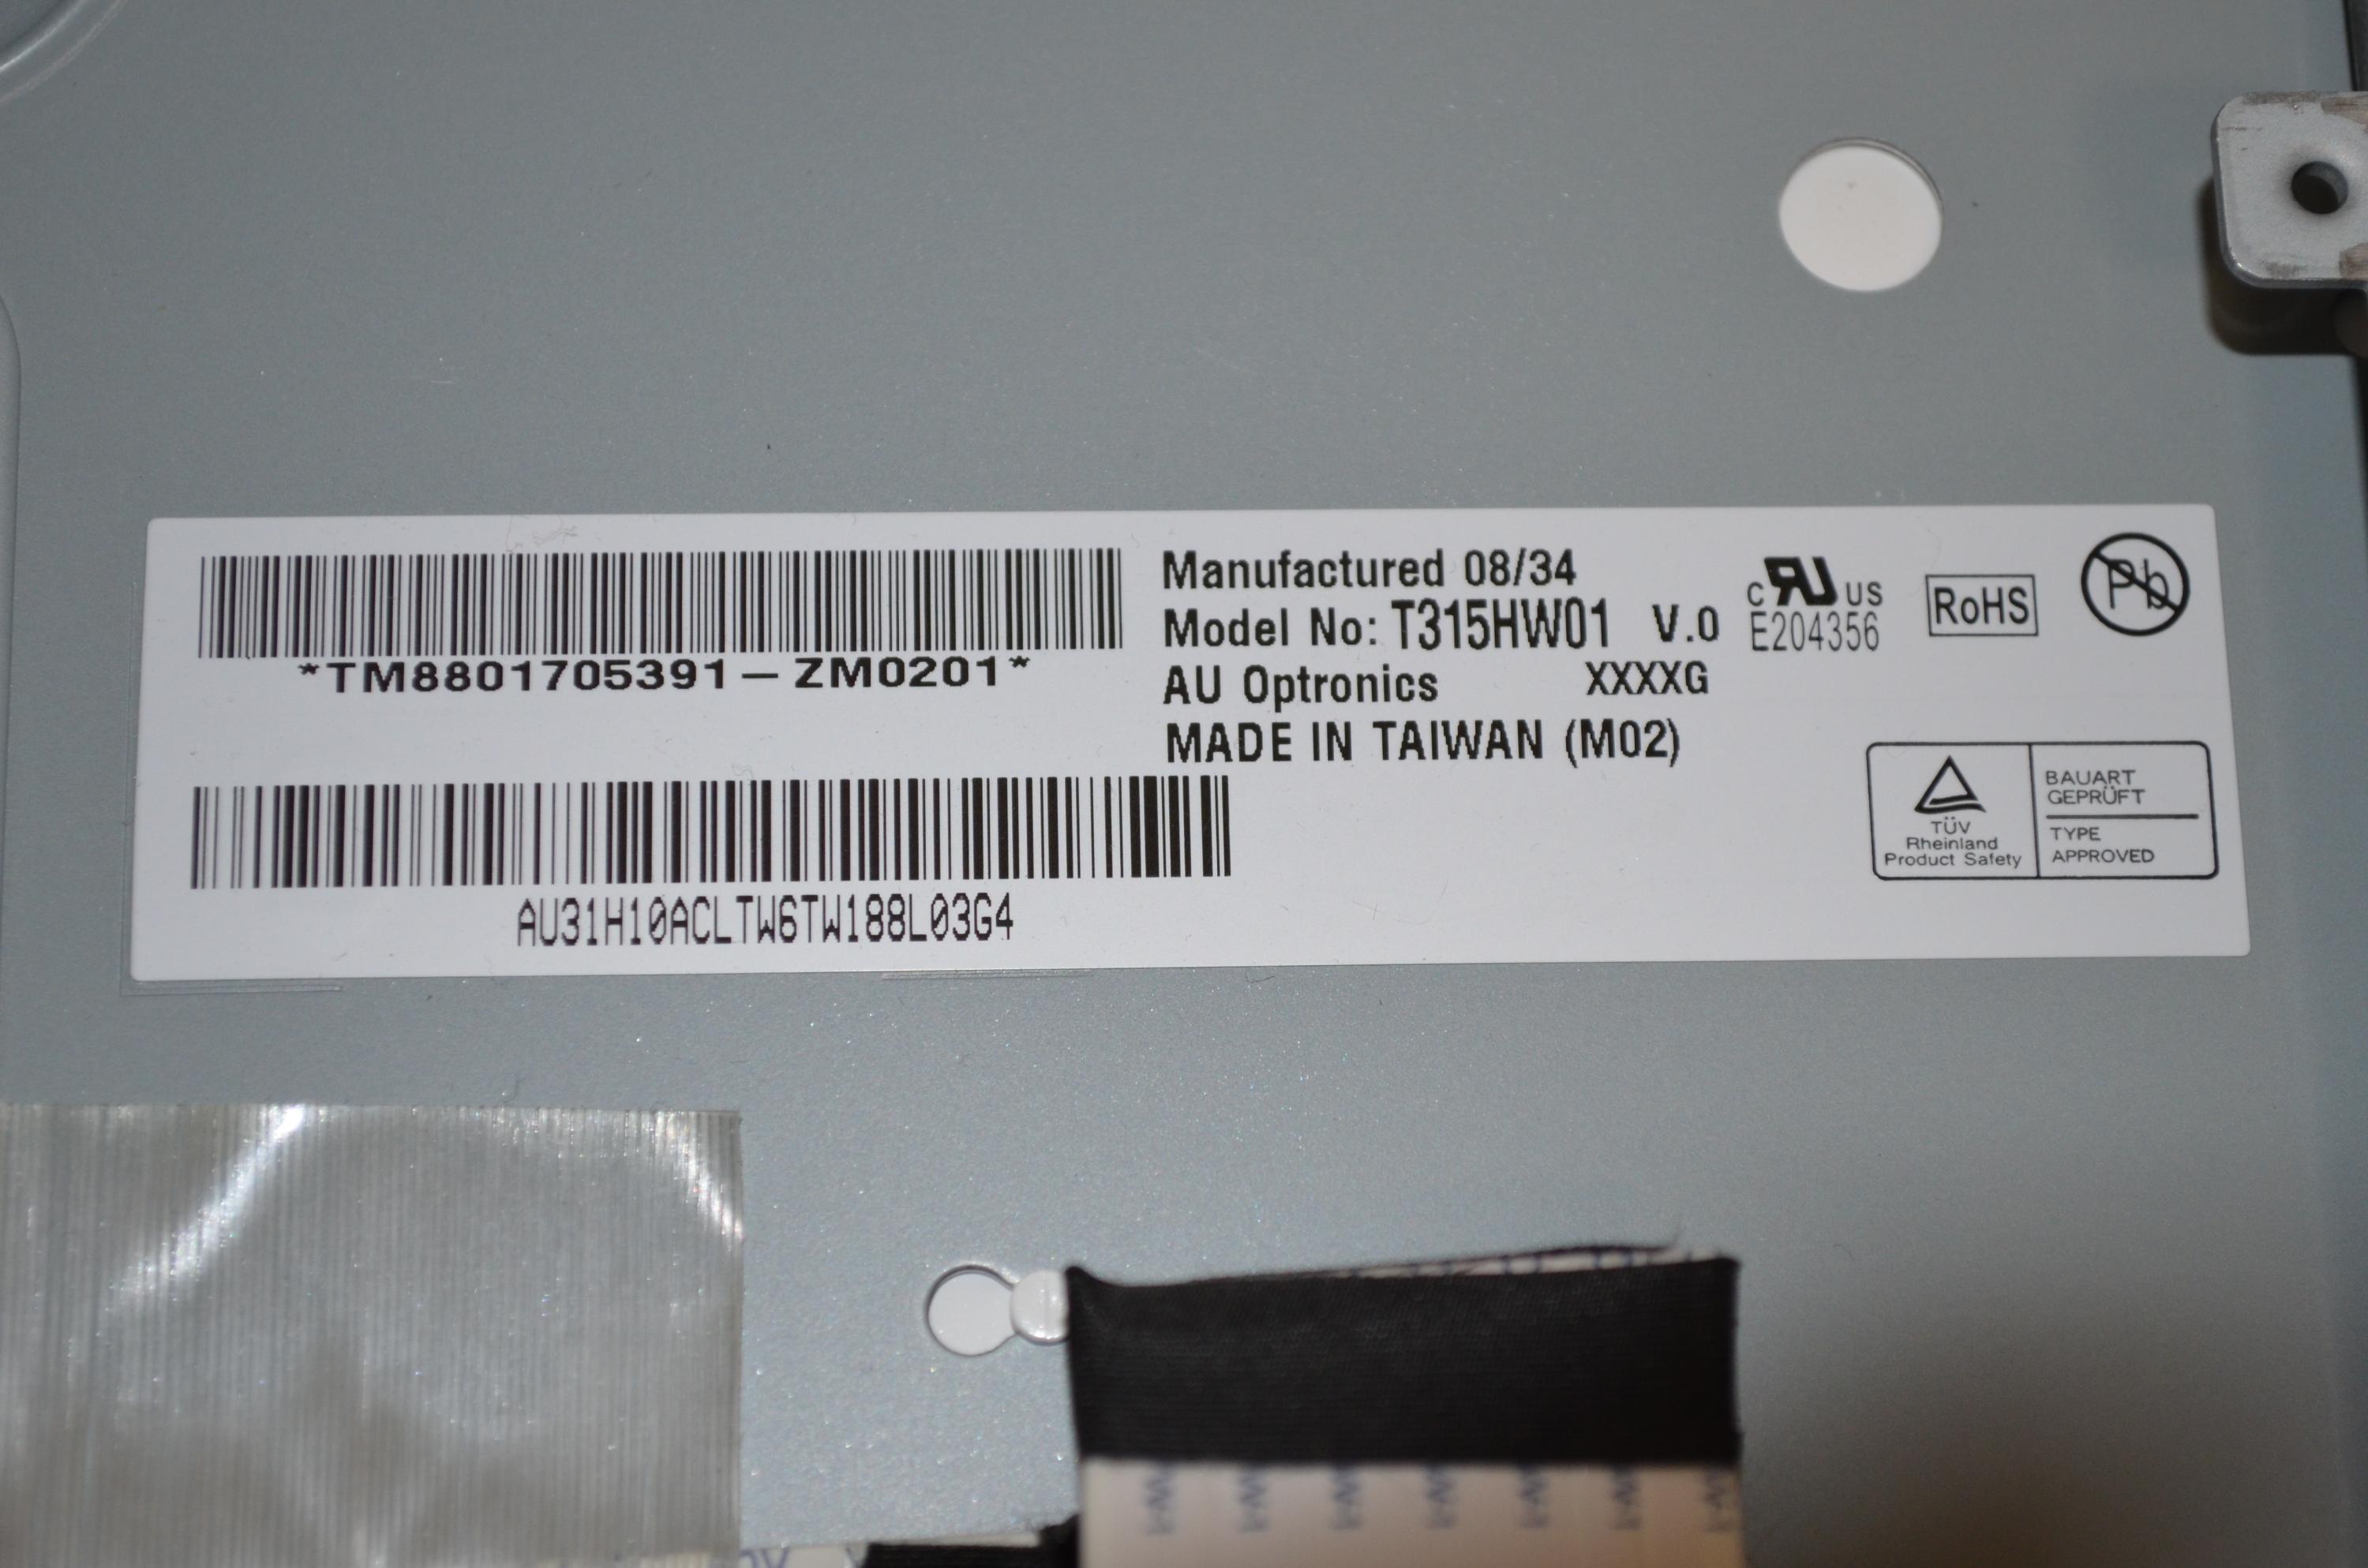 *TM8801705391-ZM0201*
AU31H10ACLTW6TW188L03G4
Manufactured 08/34
Model No: T315HW01 V.0
AU Optronics XXXXG
MADE IN TAIWAN (M02)
c RU US
E204356
RoHS
Pb
TÜV
Rheinland
Product Safety
BAUART
GEPRÜFT
TYPE
APPROVED